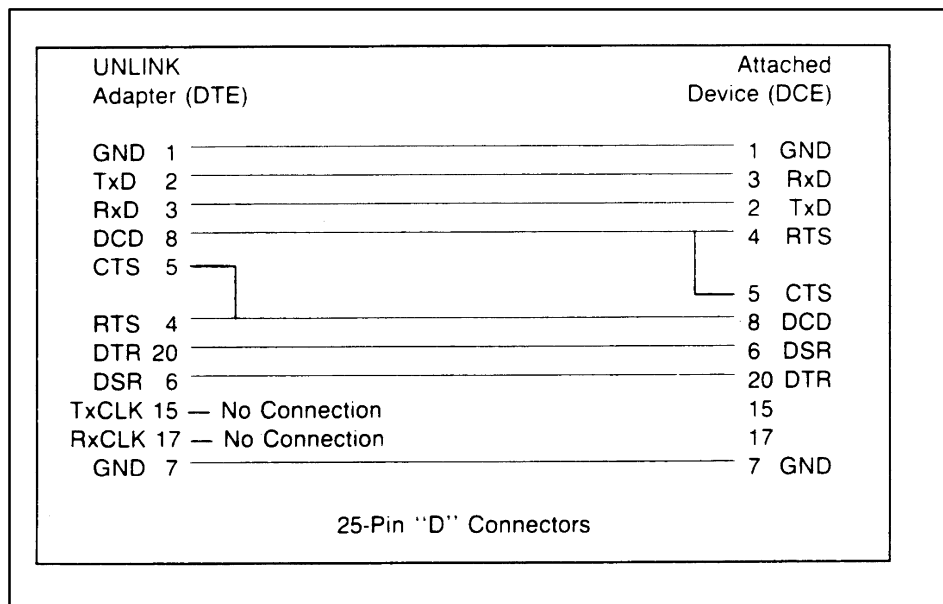 UNLINK Attached
Adapter (DTE) Device (DCE)
GND 1 1 GND
TxD 2 3 RxD
RxD 3 2 TxD
DCD 8 4 RTS
CTS 5
5 CTS
RTS 4 8 DCD
DTR 20 6 DSR
DSR 6 20 DTR
TxCLK 15 — No Connection 15
RxCLK 17 — No Connection 17
GND 7 7 GND
25-Pin ''D'' Connectors